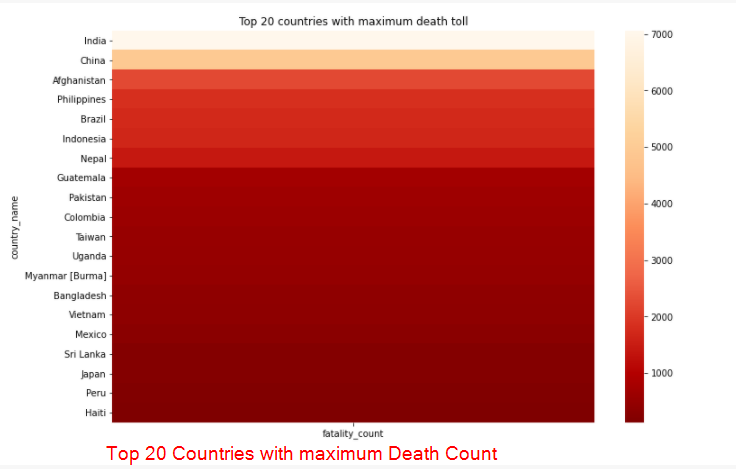 Top 20 countries with maximum death toll
India
China
Afghanistan
Philippines
Brazil
Indonesia
Nepal
Guatemala
Pakistan
Colombia
Taiwan
Uganda
Myanmar [Burma]
Bangladesh
Vietnam
Mexico
Sri Lanka
Japan
Peru
Haiti
country_name
fatality_count
7000
6000
5000
4000
3000
2000
1000
Top 20 Countries with maximum Death Count